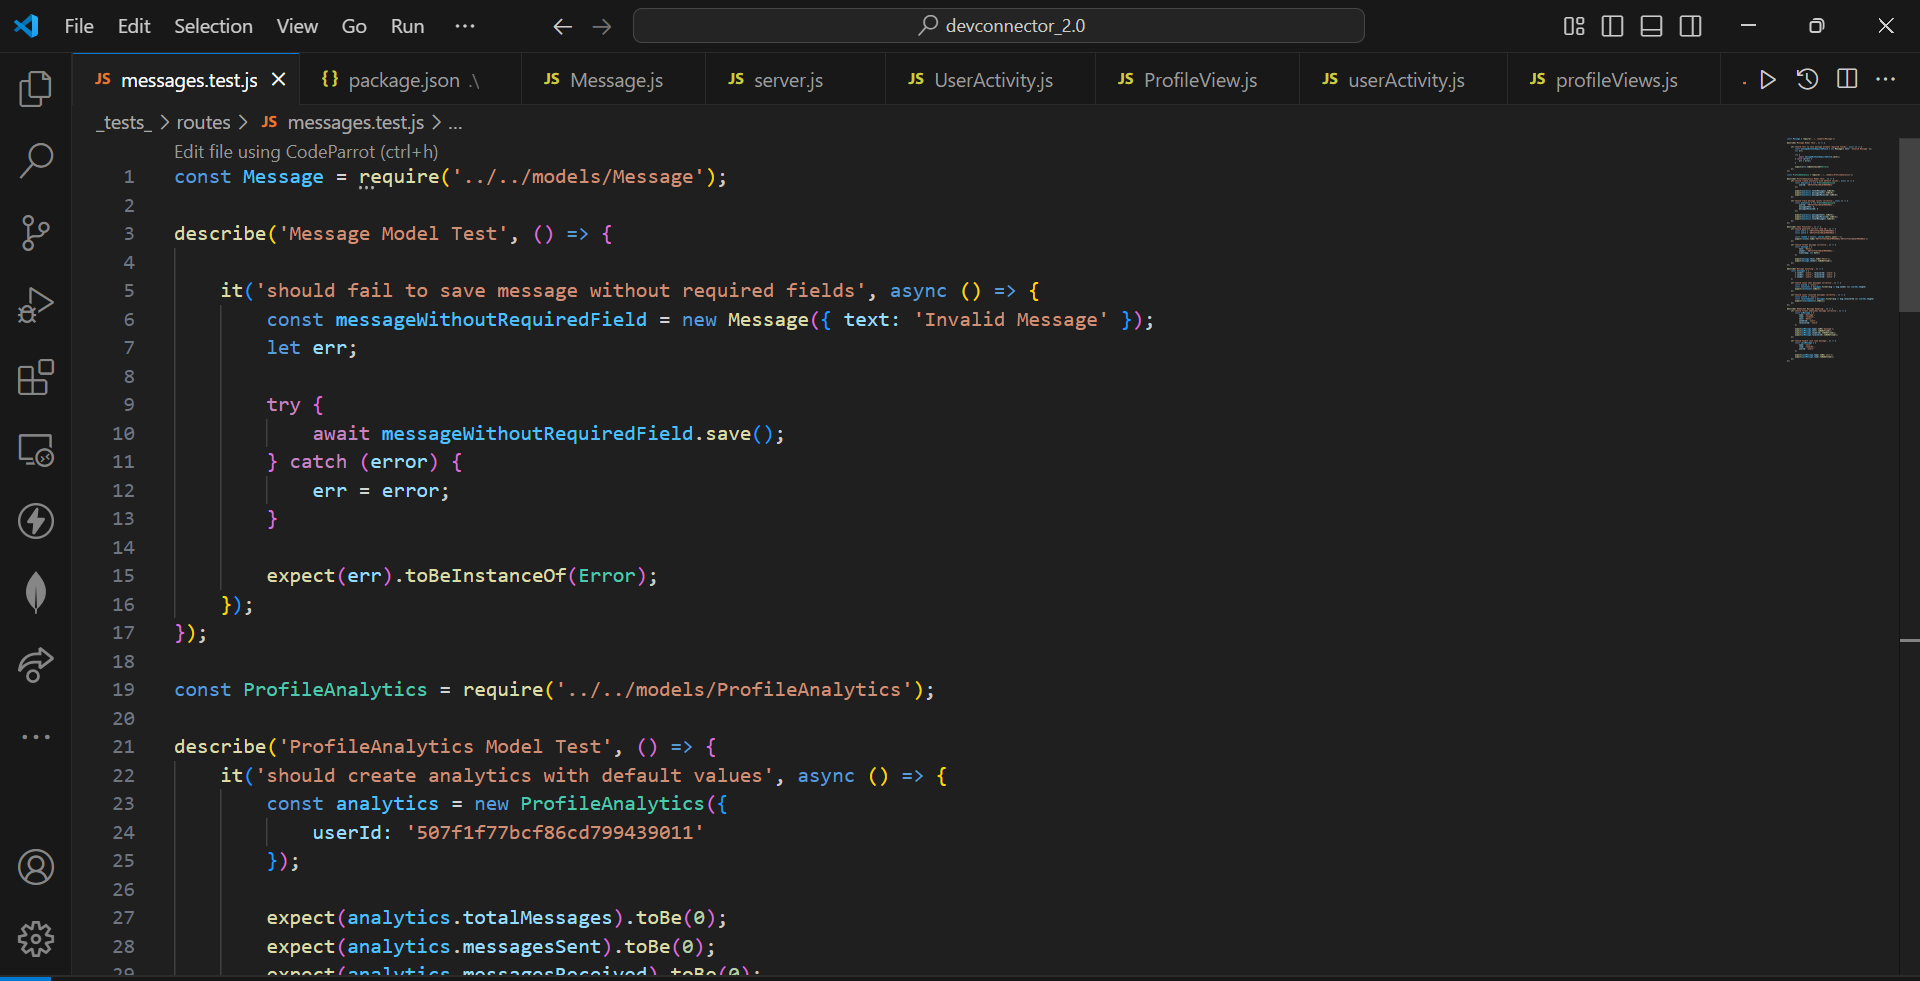 File Edit Selection View Go Run ··· devconnector_2.0
JS messages.test.js {} package.json .\ JS Message.js JS server.js JS UserActivity.js JS ProfileView.js JS userActivity.js JS profileViews.js
_tests_ > routes > JS messages.test.js > ...
Edit file using CodeParrot (ctrl+h)
1 const Message = require('../../models/Message');
2
3 describe('Message Model Test', () => {
4
5     it('should fail to save message without required fields', async () => {
6         const messageWithoutRequiredField = new Message({ text: 'Invalid Message' });
7         let err;
8
9         try {
10             await messageWithoutRequiredField.save();
11         } catch (error) {
12             err = error;
13         }
14
15         expect(err).toBeInstanceOf(Error);
16     });
17 });
18
19 const ProfileAnalytics = require('../../models/ProfileAnalytics');
20
21 describe('ProfileAnalytics Model Test', () => {
22     it('should create analytics with default values', async () => {
23         const analytics = new ProfileAnalytics({
24             userId: '507f1f77bcf86cd799439011'
25         });
26
27         expect(analytics.totalMessages).toBe(0);
28         expect(analytics.messagesSent).toBe(0);
29         expect(analytics.messagesReceived).toBe(0);